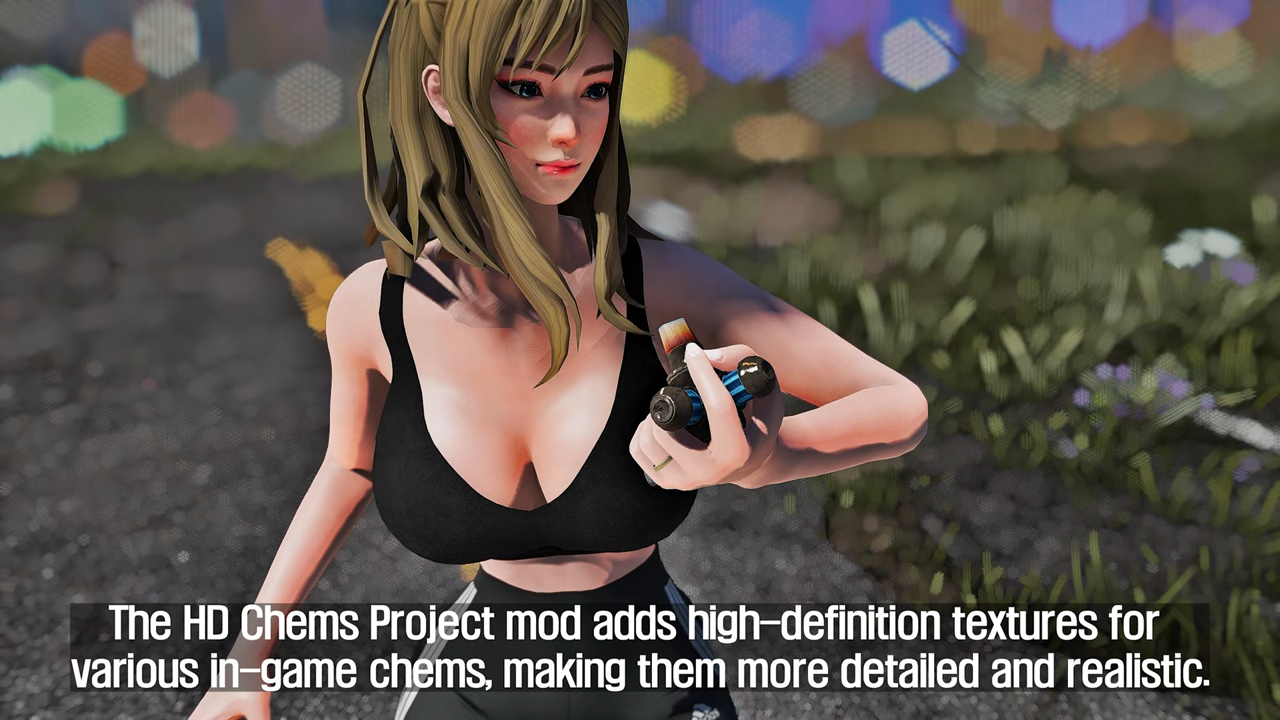 The HD Chems Project mod adds high-definition textures for
various in-game chems, making them more detailed and realistic.
adidas